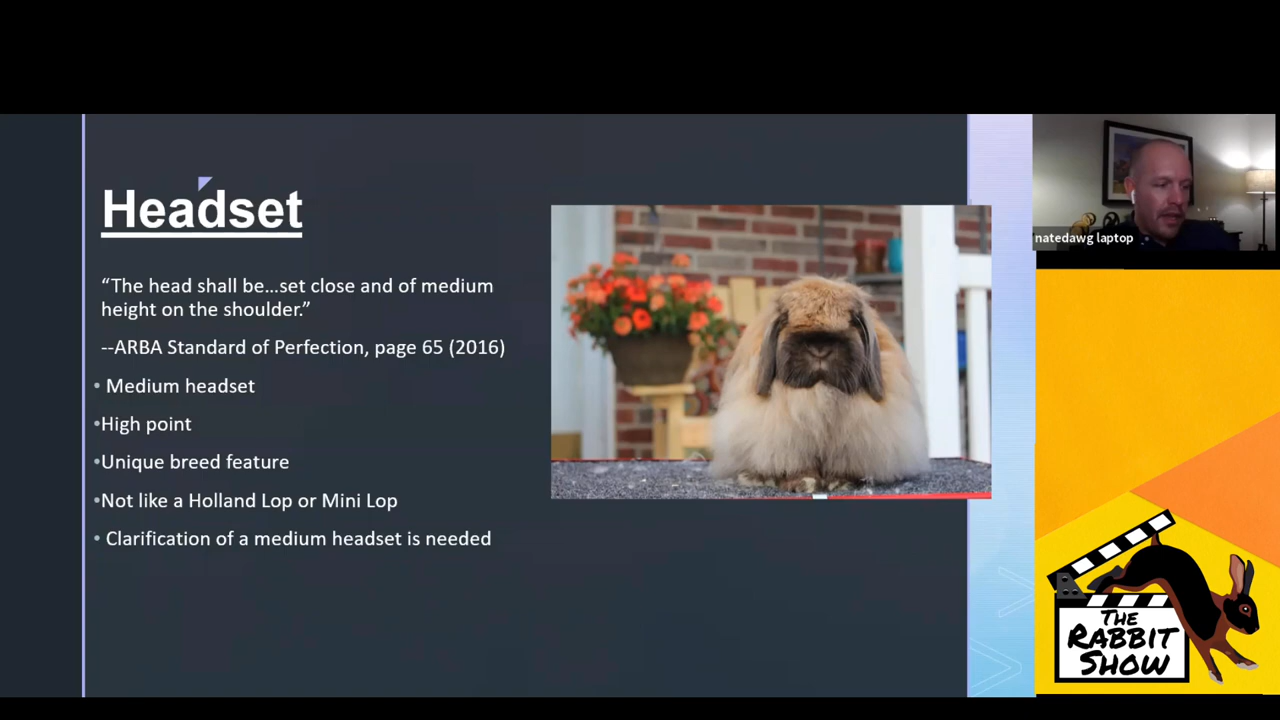 Headset
“The head shall be...set close and of medium
height on the shoulder.”
--ARBA Standard of Perfection, page 65 (2016)
• Medium headset
•High point
•Unique breed feature
•Not like a Holland Lop or Mini Lop
• Clarification of a medium headset is needed
natedawg laptop
THE
RABBIT
SHOW